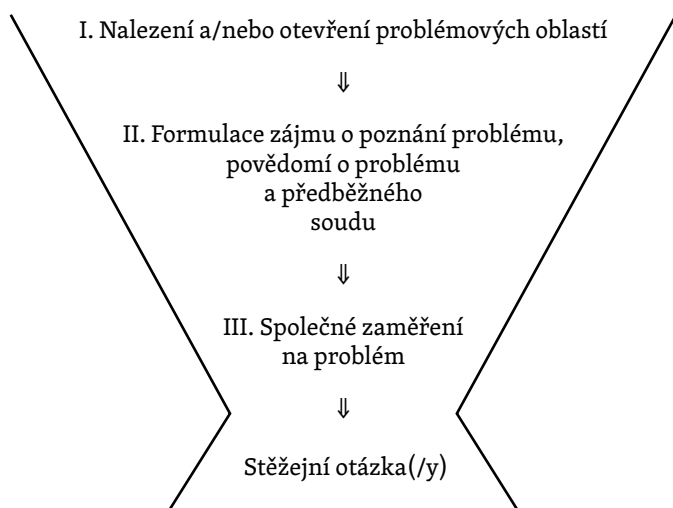 I. Nalezení a/nebo otevření problémových oblastí
⇓
II. Formulace zájmu o poznání problému,
povědomí o problému
a předběžného
soudu
⇓
III. Společné zaměření
na problém
⇓
Stěžejní otázka(/y)